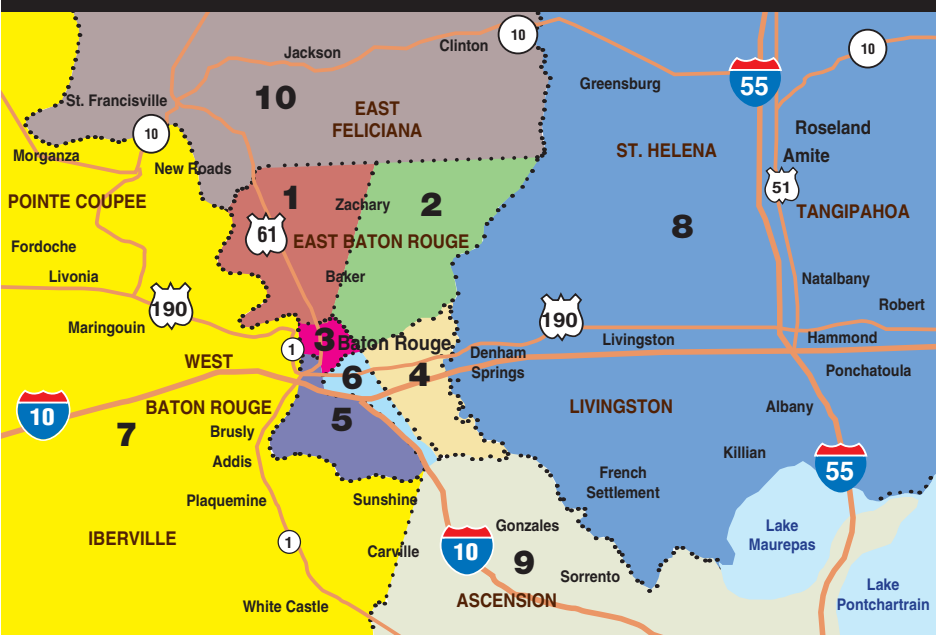 10
Jackson
Clinton
10
55
10
Greensburg
St. Francisville
10
EAST
FELICIANA
Roseland
Amite
10
Morganza
New Roads
ST. HELENA
51
POINTE COUPEE
1
Zachary
2
TANGIPAHOA
61
EAST BATON ROUGE
8
Fordoche
Livonia
Baker
Natalbany
190
Robert
190
Maringouin
1
3
Baton Rouge
Livingston
Hammond
WEST
Denham
Springs
Ponchatoula
6
4
10
BATON ROUGE
LIVINGSTON
Albany
7
Brusly
5
Killian
Addis
55
French
Settlement
Plaquemine
Sunshine
Gonzales
Lake
Maurepas
IBERVILLE
1
Carville
10
9
Sorrento
Lake
Pontchartrain
White Castle
ASCENSION